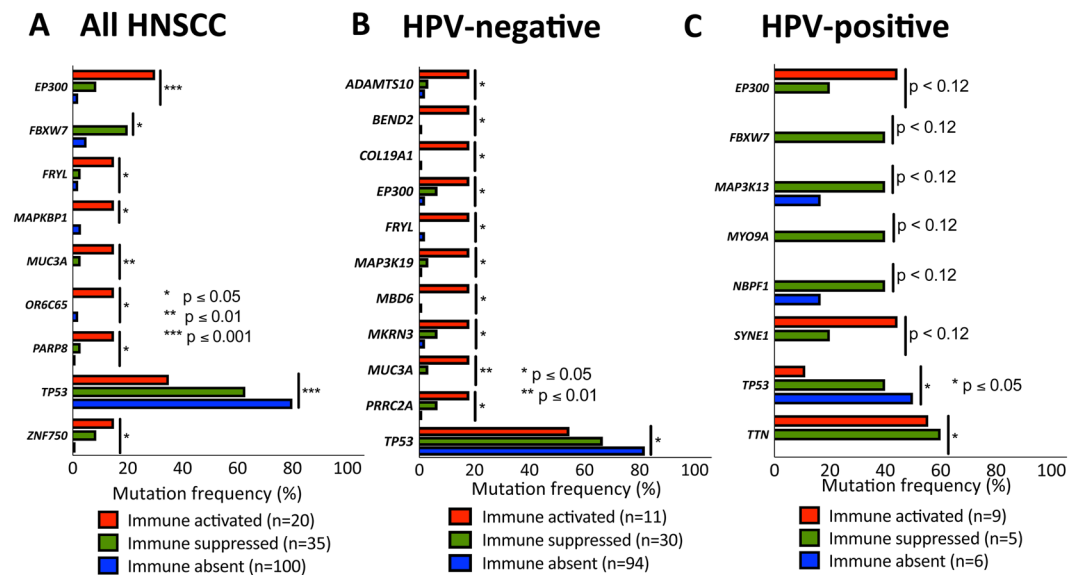 A All HNSCC
EP300
***
FBXW7
*
FRYL
*
MAPKBP1
*
MUC3A
**
OR6C65
*
PARP8
*
TP53
***
ZNF750
*
* p ≤ 0.05
** p ≤ 0.01
*** p ≤ 0.001
0 20 40 60 80 100
Mutation frequency (%)
Immune activated (n=20)
Immune suppressed (n=35)
Immune absent (n=100)
B HPV-negative
ADAMTS10
*
BEND2
*
COL19A1
*
EP300
*
FRYL
*
MAP3K19
*
MBD6
*
MKRN3
*
MUC3A
**
PRRC2A
*
TP53
*
* p ≤ 0.05
** p ≤ 0.01
0 20 40 60 80 100
Mutation frequency (%)
Immune activated (n=11)
Immune suppressed (n=30)
Immune absent (n=94)
C HPV-positive
EP300
p < 0.12
FBXW7
p < 0.12
MAP3K13
p < 0.12
MYO9A
p < 0.12
NBPF1
p < 0.12
SYNE1
p < 0.12
TP53
*
TTN
*
* p ≤ 0.05
0 20 40 60 80 100
Mutation frequency (%)
Immune activated (n=9)
Immune suppressed (n=5)
Immune absent (n=6)